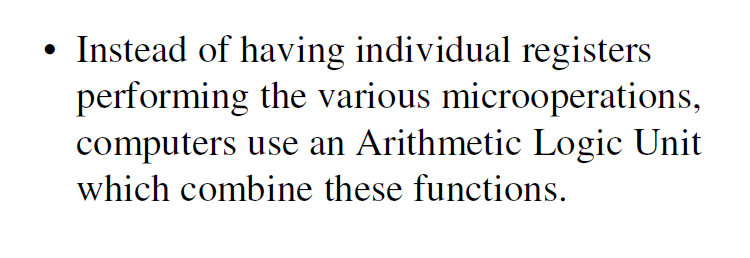 • Instead of having individual registers
performing the various microoperations,
computers use an Arithmetic Logic Unit
which combine these functions.